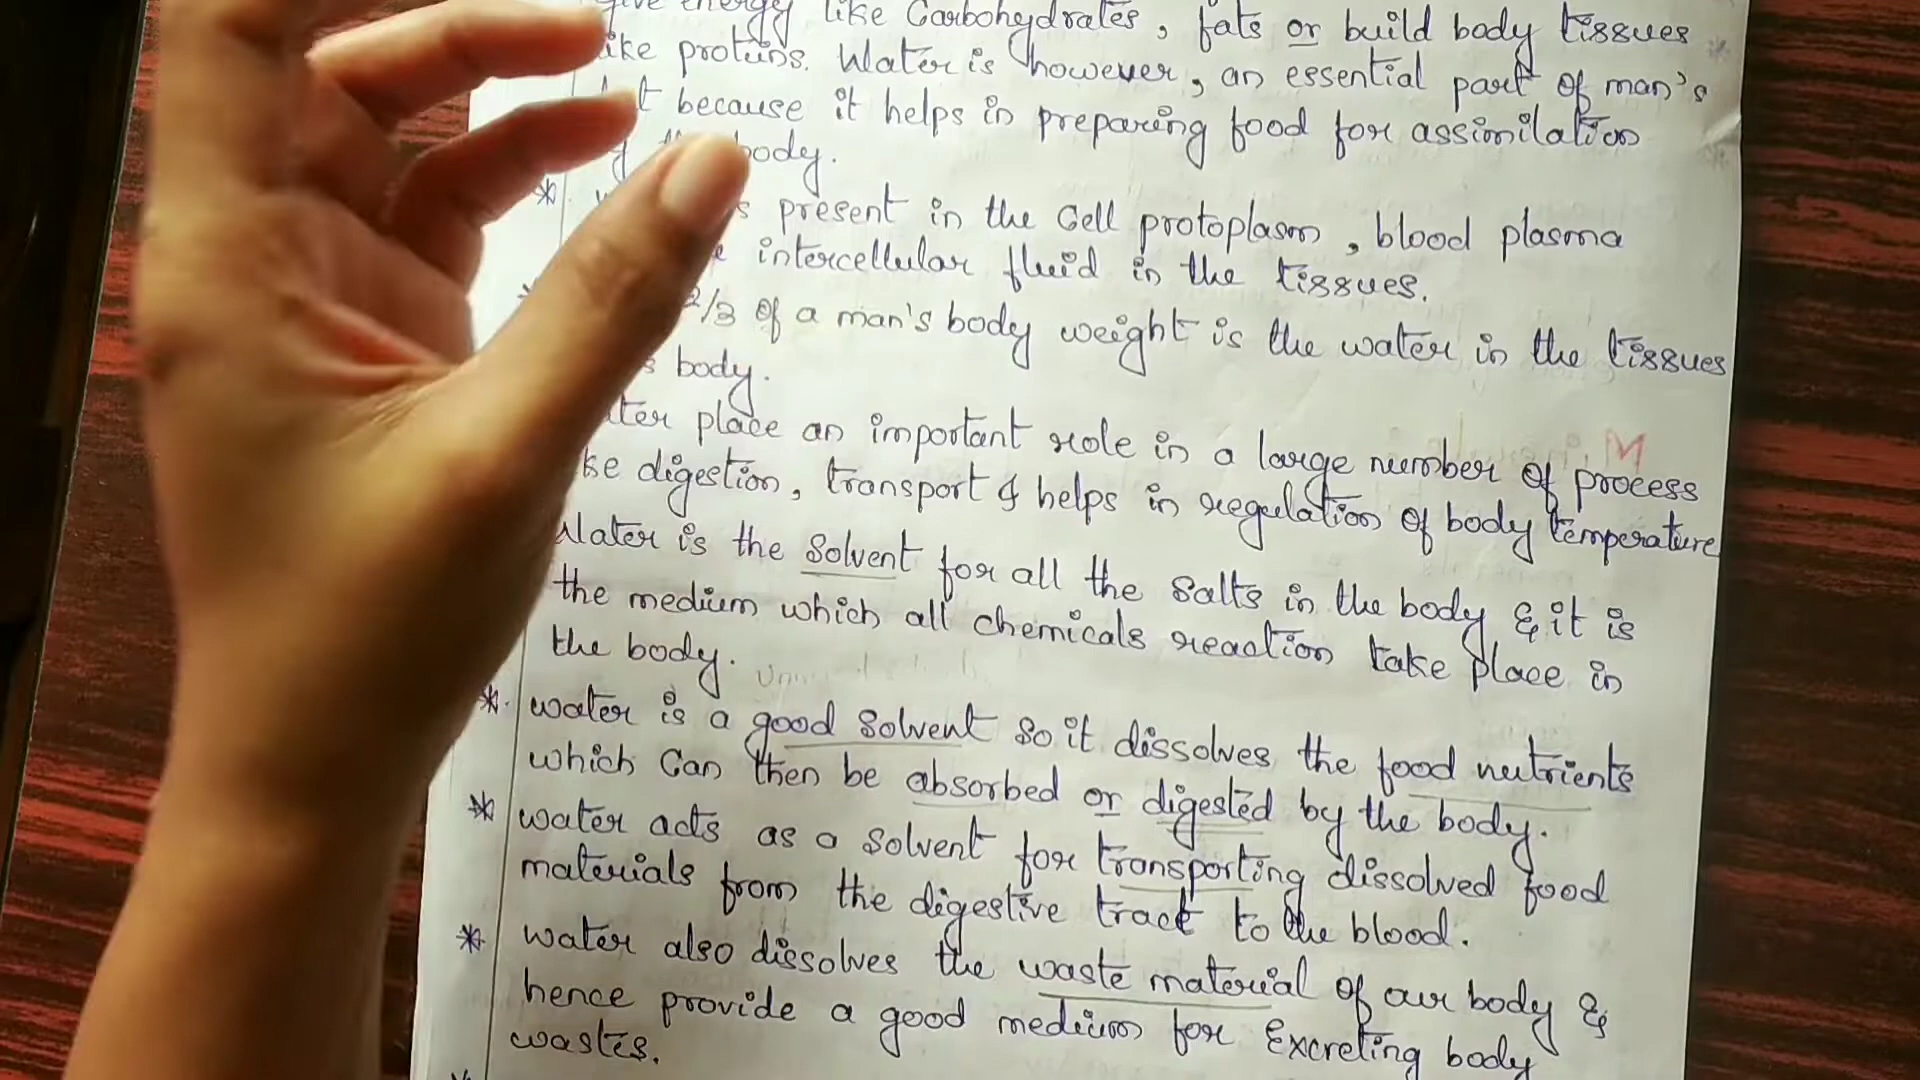 give energy like Carbohydrates, fats or build body tissues
like proteins. Water is however, an essential part of man's
because it helps in preparing food for assimilation
body.
* present in the cell protoplasm, blood plasma
intercellular fluid in the tissues.
2/3 of a man's body weight is the water in the tissues
body.
place an important role in a large number of process
digestion, transport & helps in regulation of body temperature
Water is the solvent for all the salts in the body & it is
the medium which all chemicals reaction take place in
the body.
* water is a good solvent so it dissolves the food nutrients
which can then be absorbed or digested by the body.
* water acts as a solvent for transporting dissolved food
materials from the digestive tract to the blood.
* water also dissolves the waste material of our body &
hence provide a good medium for excreting body
wastes.